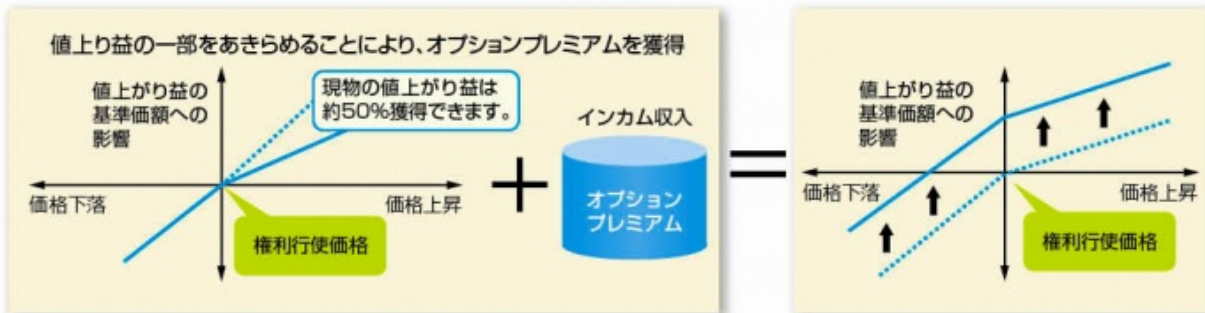 値上り益の一部をあきらめることにより、オプションプレミアムを獲得
値上がり益の
基準価額への
影響
現物の値上がり益は
約50%獲得できます。
価格下落
価格上昇
権利行使価格
インカム収入
オプション
プレミアム
値上がり益の
基準価額への
影響
価格下落
価格上昇
権利行使価格